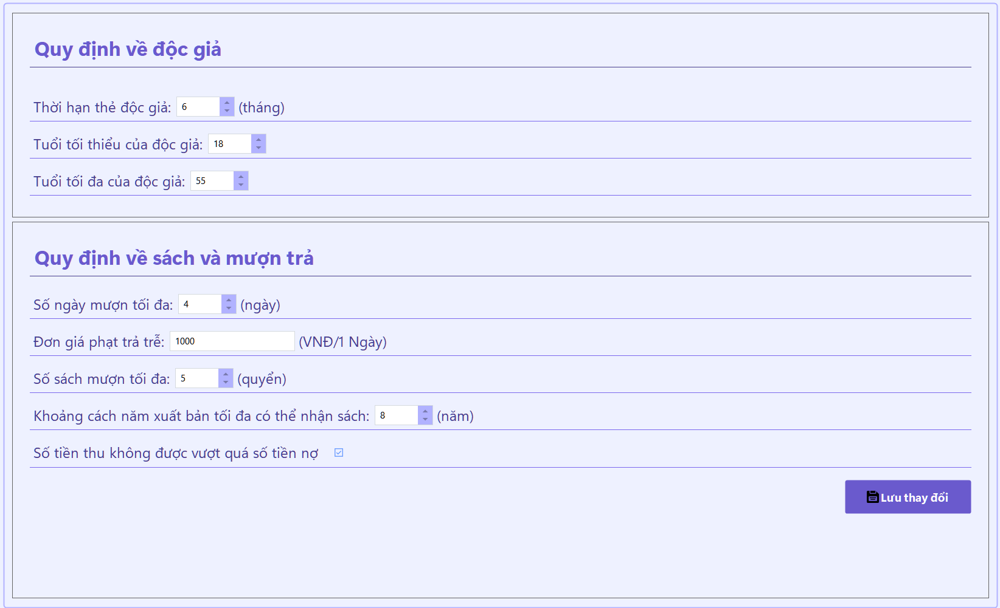 Quy định về độc giả
Thời hạn thẻ độc giả: 6 (tháng)
Tuổi tối thiểu của độc giả: 18
Tuổi tối đa của độc giả: 55
Quy định về sách và mượn trả
Số ngày mượn tối đa: 4 (ngày)
Đơn giá phạt trả trễ: 1000 (VNĐ/1 Ngày)
Số sách mượn tối đa: 5 (quyển)
Khoảng cách năm xuất bản tối đa có thể nhận sách: 8 (năm)
Số tiền thu không được vượt quá số tiền nợ
Lưu thay đổi